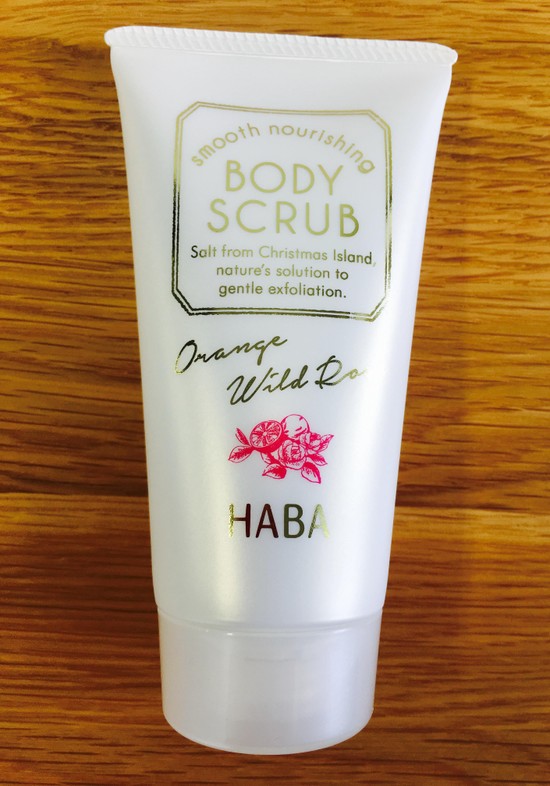 smooth nourishing
BODY
SCRUB
Salt from Christmas Island,
nature's solution to
gentle exfoliation.
Orange
Wild Ro
HABA